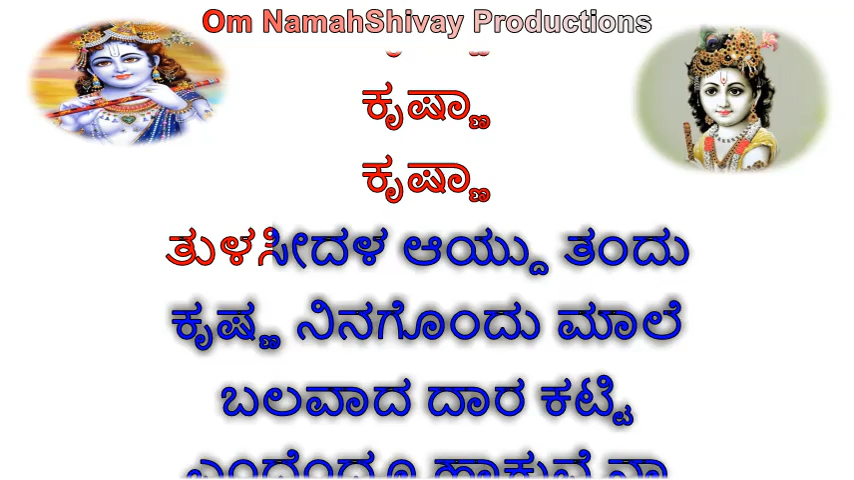 Om NamahShivay Productions
ಕೃಷ್ಣಾ
ಕೃಷ್ಣಾ
ತುಳಸೀದಳ ಆಯ್ದು ತಂದು
ಕೃಷ್ಣ ನಿನಗೊಂದು ಮಾಲೆ
ಬಲವಾದ ದಾರ ಕಟ್ಟಿ